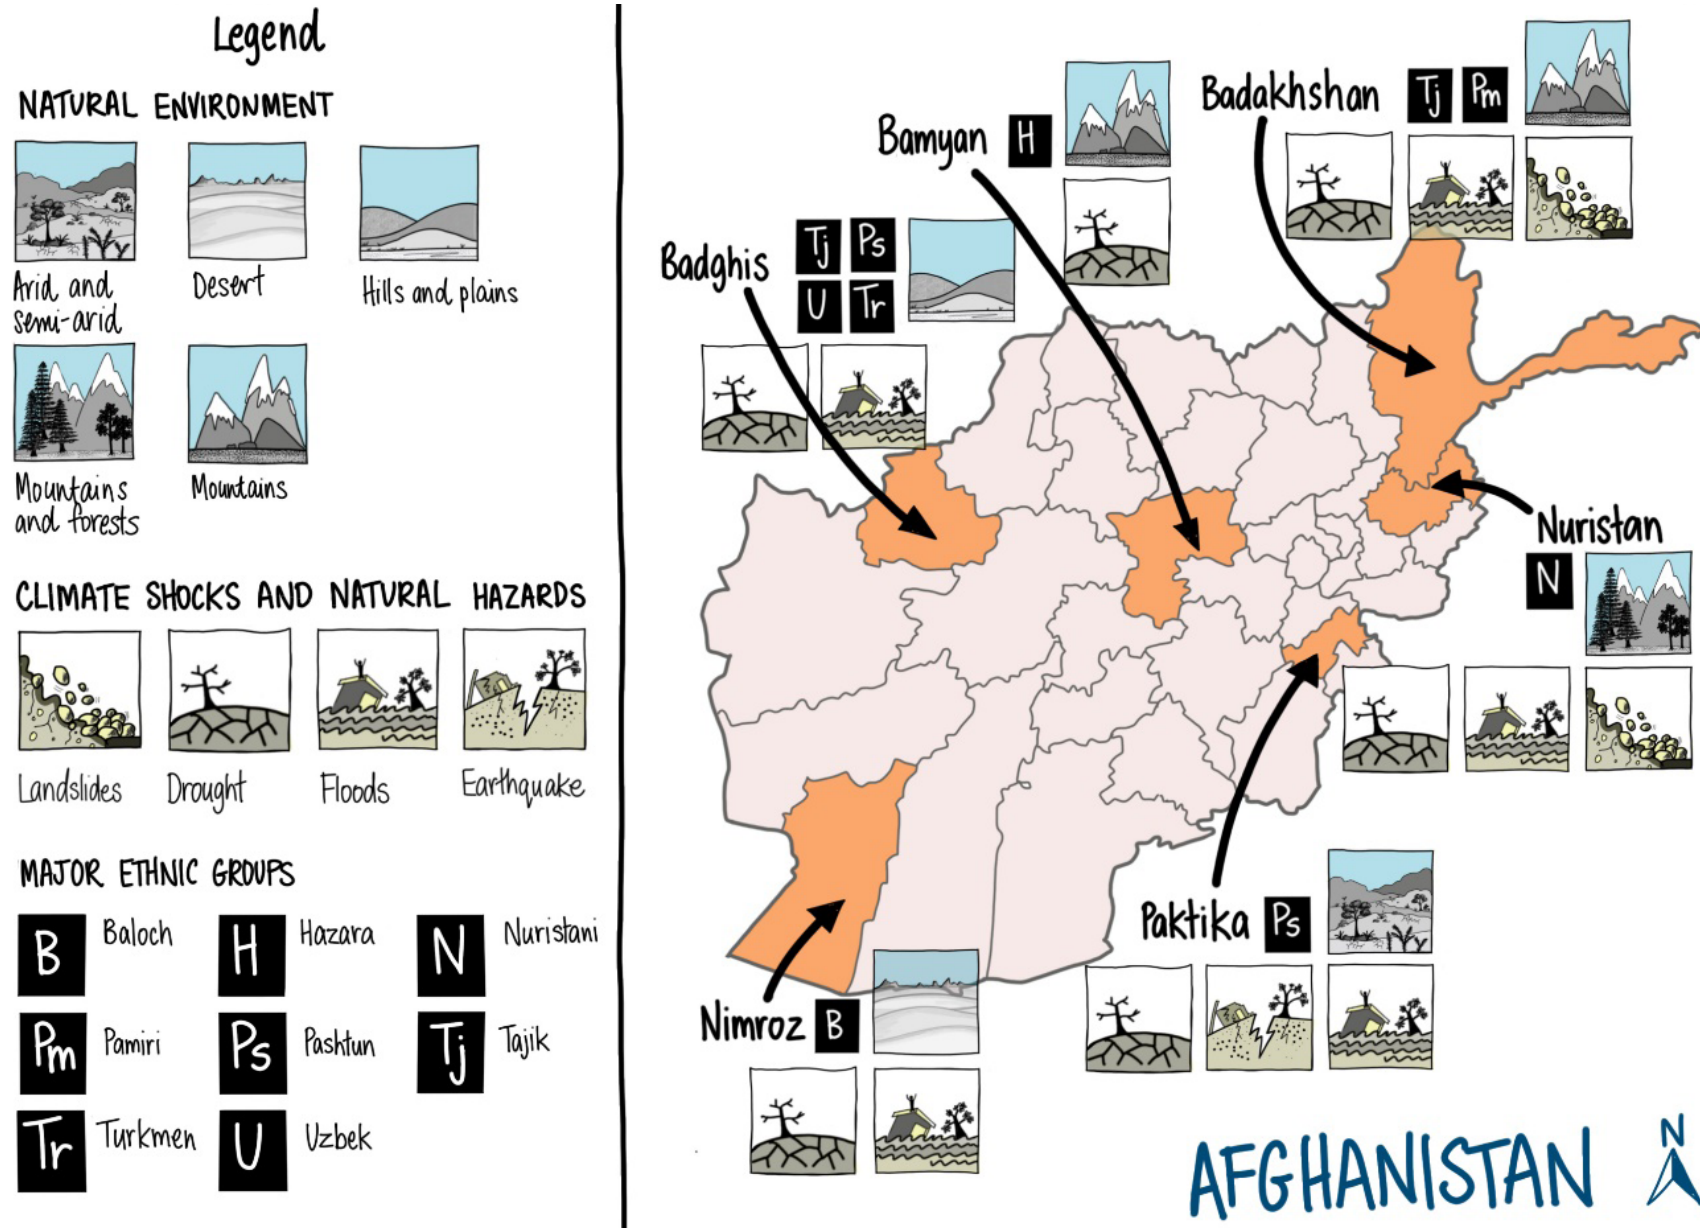 Legend
NATURAL ENVIRONMENT
Arid and
semi-arid
Desert
Hills and plains
Mountains
and forests
Mountains
CLIMATE SHOCKS AND NATURAL HAZARDS
Landslides
Drought
Floods
Earthquake
MAJOR ETHNIC GROUPS
B Baloch
H Hazara
N Nuristani
Pm Pamiri
Ps Pashtun
Tj Tajik
Tr Turkmen
U Uzbek
Badakhshan Tj Pm
Bamyan H
Badghis Tj Ps
U Tr
Nuristan
N
Paktika Ps
Nimroz B
AFGHANISTAN
N